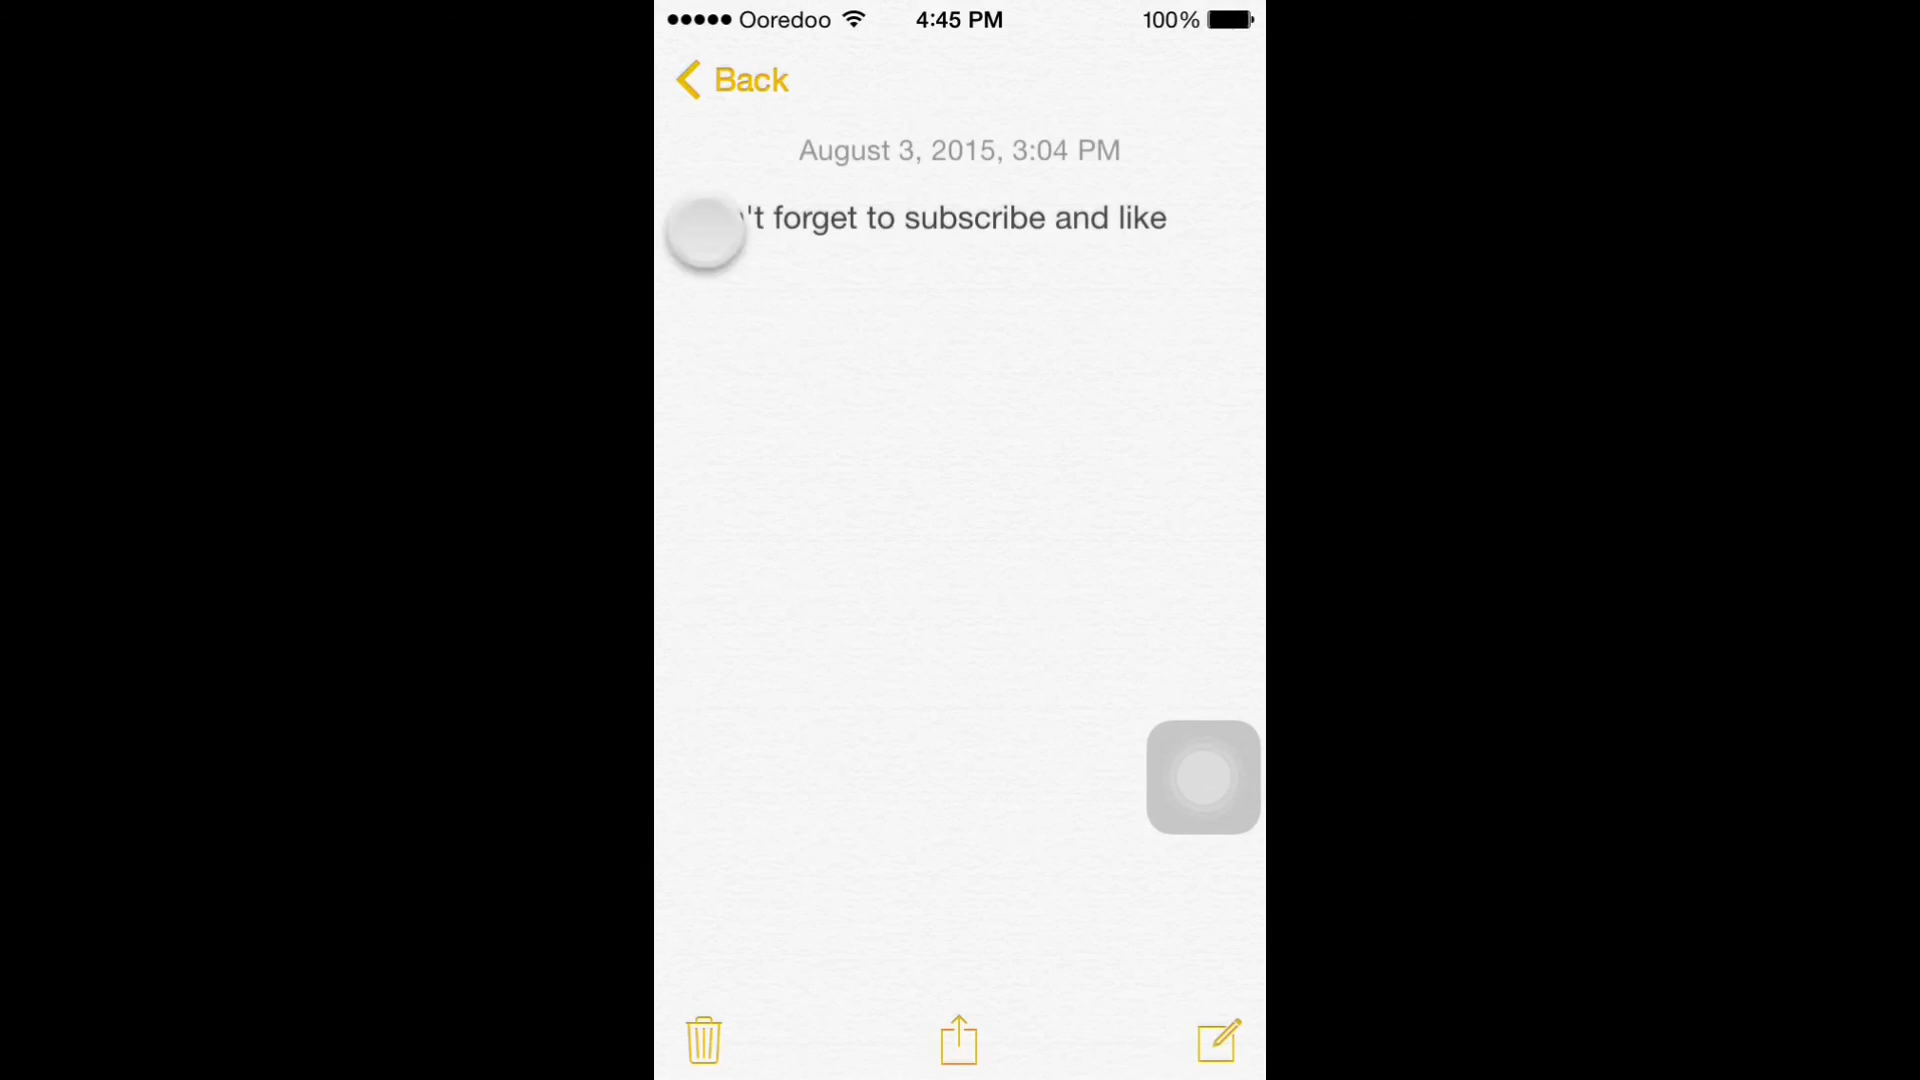 Ooredoo 4:45 PM 100%
Back
August 3, 2015, 3:04 PM
't forget to subscribe and like